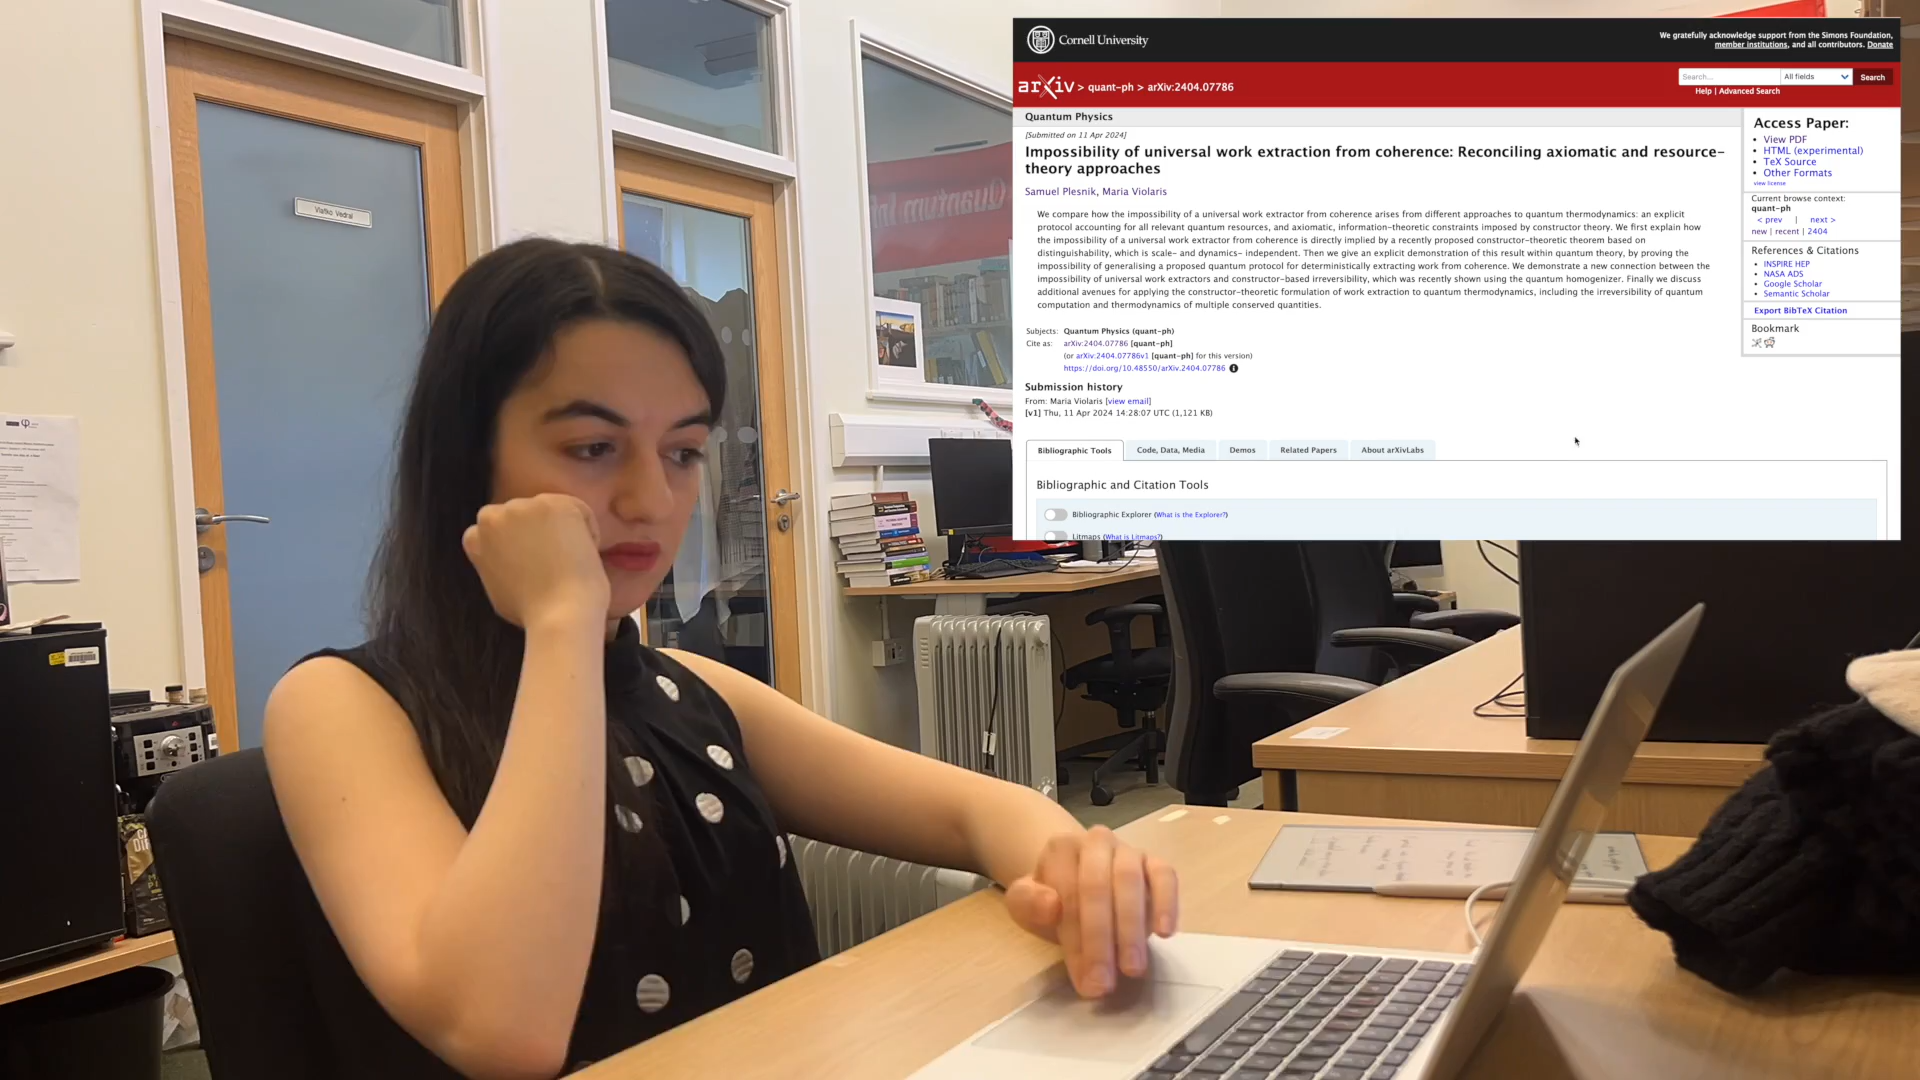 Vlatko Vedral
Quantum Inf
Cornell University
We gratefully acknowledge support from the Simons Foundation,
member institutions, and all contributors. Donate
arXiv > quant-ph > arXiv:2404.07786
Search...
All fields
Search
Help | Advanced Search
Quantum Physics
[Submitted on 11 Apr 2024]
Impossibility of universal work extraction from coherence: Reconciling axiomatic and resource-
theory approaches
Samuel Plesnik, Maria Violaris
We compare how the impossibility of a universal work extractor from coherence arises from different approaches to quantum thermodynamics: an explicit
protocol accounting for all relevant quantum resources, and axiomatic, information-theoretic constraints imposed by constructor theory. We first explain how
the impossibility of a universal work extractor from coherence is directly implied by a recently proposed constructor-theoretic theorem based on
distinguishability, which is scale- and dynamics- independent. Then we give an explicit demonstration of this result within quantum theory, by proving the
impossibility of generalising a proposed quantum protocol for deterministically extracting work from coherence. We demonstrate a new connection between the
impossibility of universal work extractors and constructor-based irreversibility, which was recently shown using the quantum homogenizer. Finally we discuss
additional avenues for applying the constructor-theoretic formulation of work extraction to quantum thermodynamics, including the irreversibility of quantum
computation and thermodynamics of multiple conserved quantities.
Subjects: Quantum Physics (quant-ph)
Cite as: arXiv:2404.07786 [quant-ph]
(or arXiv:2404.07786v1 [quant-ph] for this version)
https://doi.org/10.48550/arXiv.2404.07786
Submission history
From: Maria Violaris [view email]
[v1] Thu, 11 Apr 2024 14:28:07 UTC (1,121 KB)
Bibliographic Tools
Code, Data, Media
Demos
Related Papers
About arXivLabs
Bibliographic and Citation Tools
Bibliographic Explorer (What is the Explorer?)
Litmaps (What is Litmaps?)
Access Paper:
View PDF
HTML (experimental)
TeX Source
Other Formats
view license
Current browse context:
quant-ph
< prev | next >
new | recent | 2404
References & Citations
INSPIRE HEP
NASA ADS
Google Scholar
Semantic Scholar
Export BibTeX Citation
Bookmark